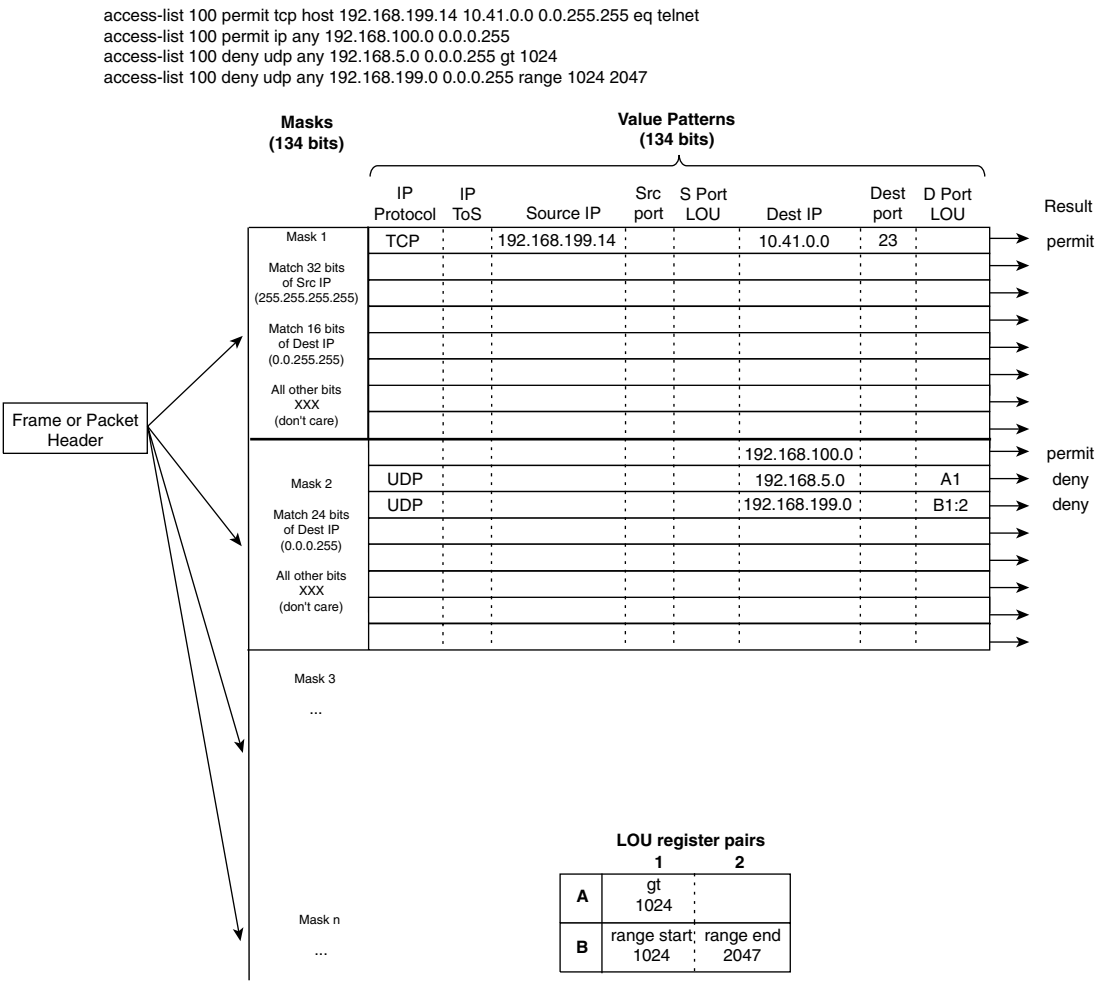 access-list 100 permit tcp host 192.168.199.14 10.41.0.0 0.0.255.255 eq telnet
access-list 100 permit ip any 192.168.100.0 0.0.0.255
access-list 100 deny udp any 192.168.5.0 0.0.0.255 gt 1024
access-list 100 deny udp any 192.168.199.0 0.0.0.255 range 1024 2047
Masks
(134 bits)
Value Patterns
(134 bits)
IP
Protocol
IP
ToS
Source IP
Src
port
S Port
LOU
Dest IP
Dest
port
D Port
LOU
Result
Mask 1
Match 32 bits
of Src IP
(255.255.255.255)
Match 16 bits
of Dest IP
(0.0.255.255)
All other bits
XXX
(don't care)
TCP
192.168.199.14
10.41.0.0
23
permit
Frame or Packet
Header
Mask 2
Match 24 bits
of Dest IP
(0.0.0.255)
All other bits
XXX
(don't care)
192.168.100.0
permit
UDP
192.168.5.0
A1
deny
UDP
192.168.199.0
B1:2
deny
Mask 3
...
Mask n
...
LOU register pairs
1 2
A
gt
1024
B
range start
1024
range end
2047